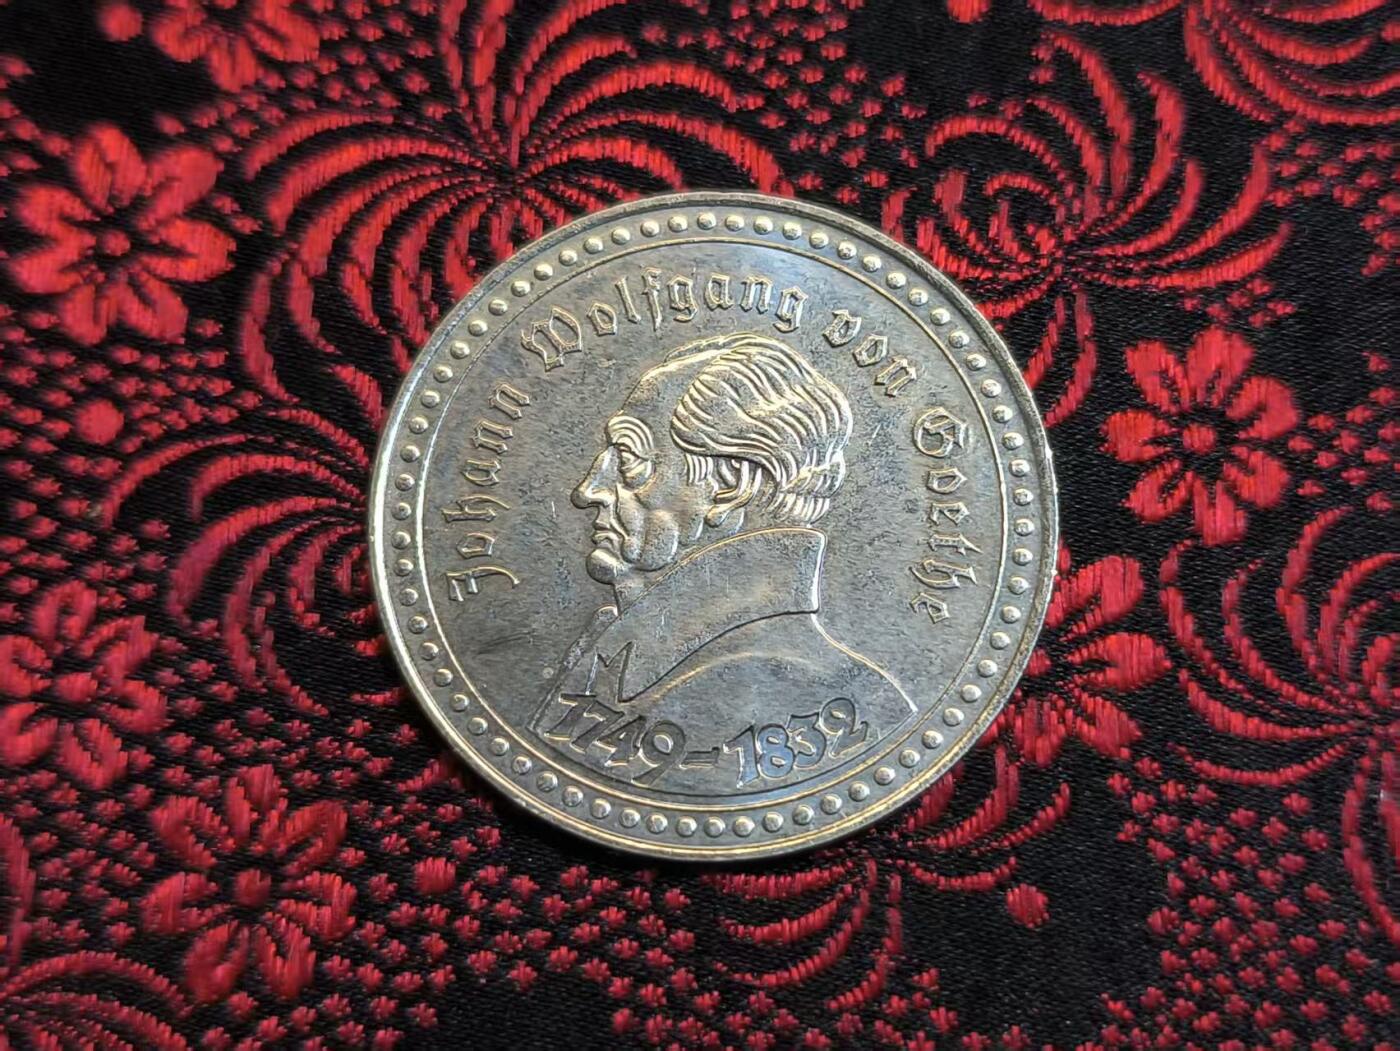 Johann Wolfgang von Goethe
M
1749-1832